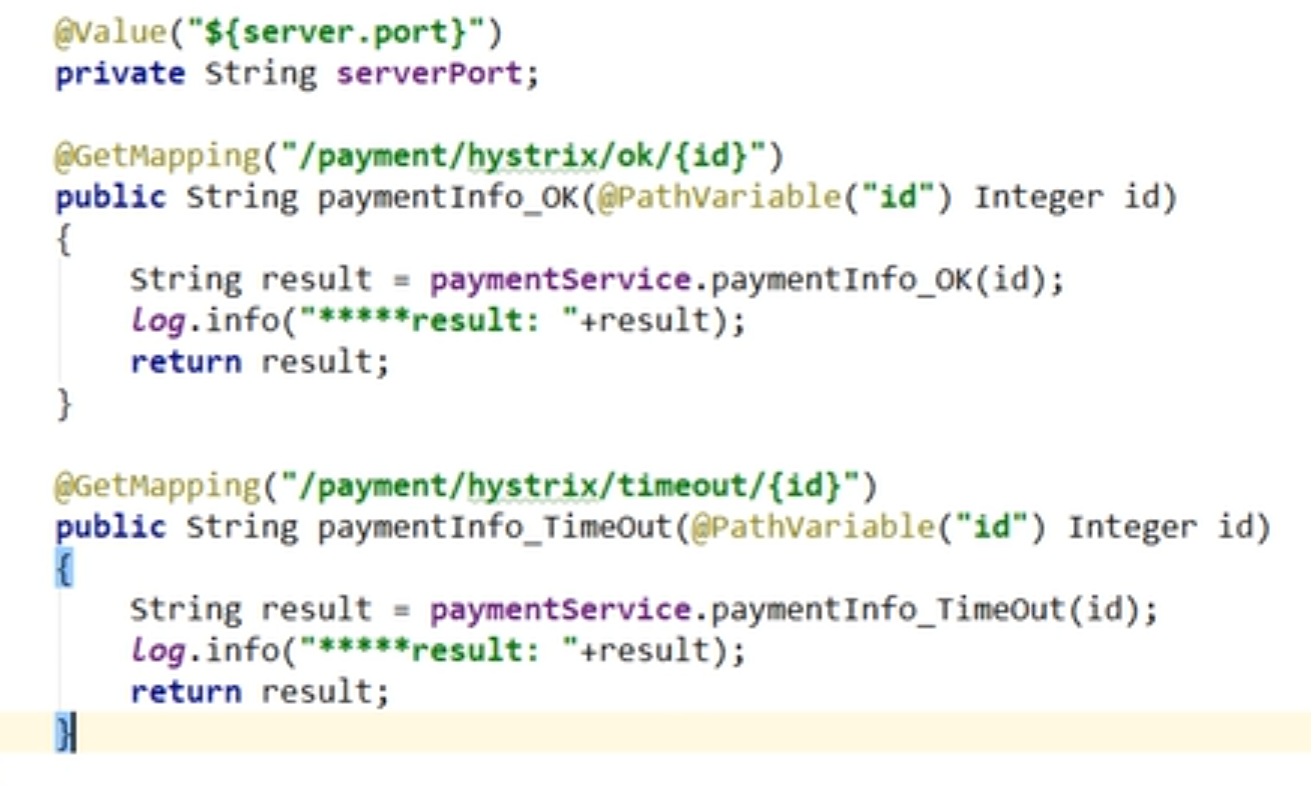 @Value("${server.port}")
private String serverPort;
@GetMapping("/payment/hystrix/ok/{id}")
public String paymentInfo_OK(@PathVariable("id") Integer id)
{
String result = paymentService.paymentInfo_OK(id);
log.info("*****result: "+result);
return result;
}
@GetMapping("/payment/hystrix/timeout/{id}")
public String paymentInfo_TimeOut(@PathVariable("id") Integer id)
{
String result = paymentService.paymentInfo_TimeOut(id);
log.info("*****result: "+result);
return result;
}